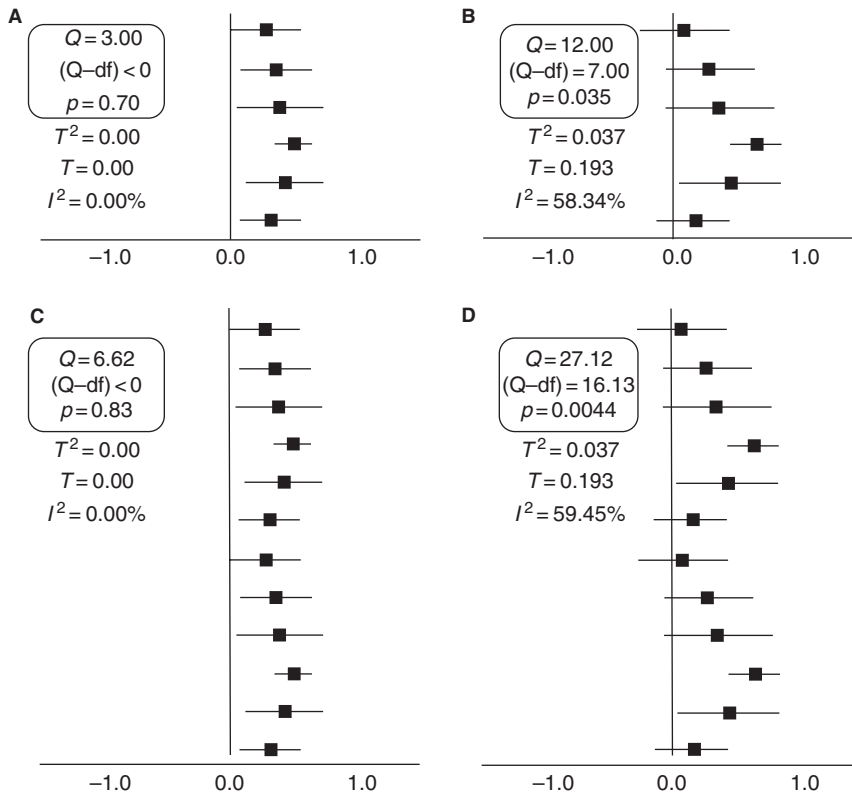 A
Q = 3.00
(Q–df) < 0
p = 0.70
T² = 0.00
T = 0.00
I² = 0.00%
–1.0 0.0 1.0
B
Q = 12.00
(Q–df) = 7.00
p = 0.035
T² = 0.037
T = 0.193
I² = 58.34%
–1.0 0.0 1.0
C
Q = 6.62
(Q–df) < 0
p = 0.83
T² = 0.00
T = 0.00
I² = 0.00%
–1.0 0.0 1.0
D
Q = 27.12
(Q–df) = 16.13
p = 0.0044
T² = 0.037
T = 0.193
I² = 59.45%
–1.0 0.0 1.0